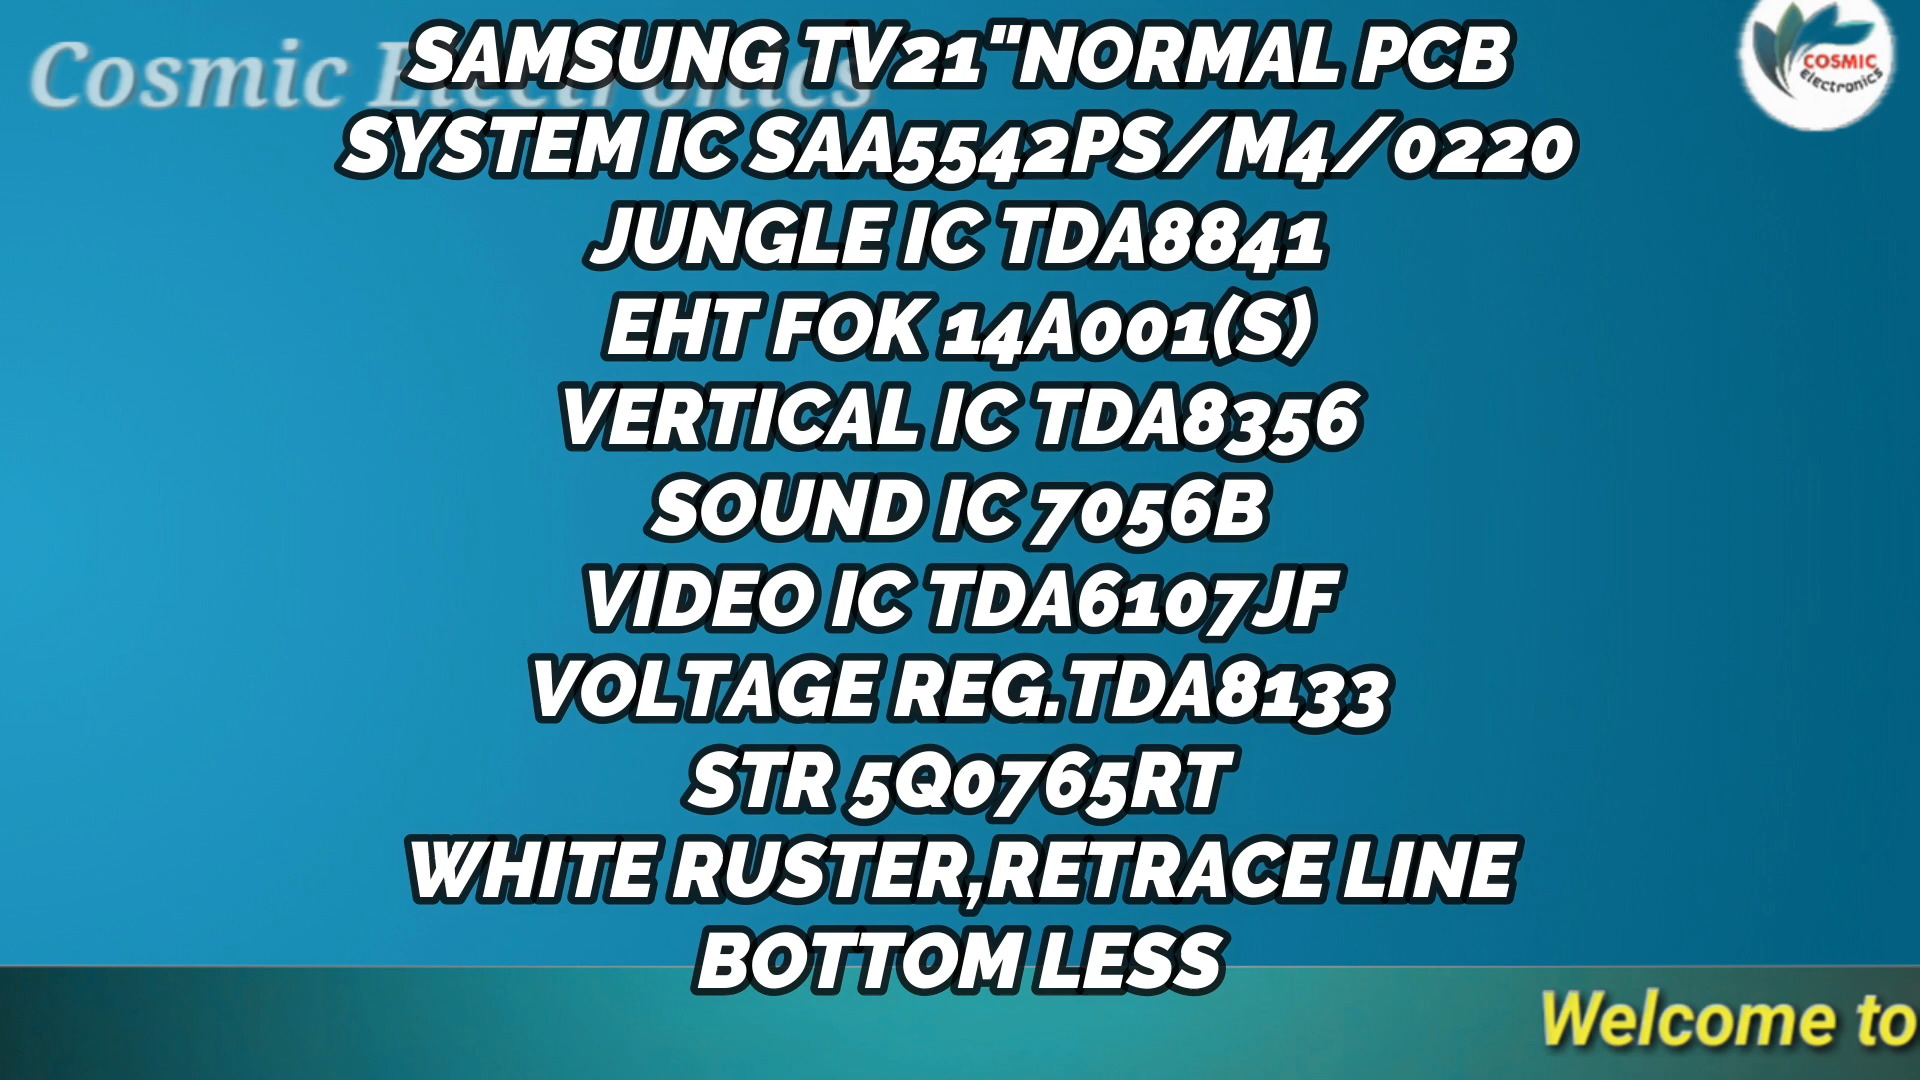 Cosmic Electronics
COSMIC
Electronics
SAMSUNG TV21"NORMAL PCB
SYSTEM IC SAA5542PS/M4/0220
JUNGLE IC TDA8841
EHT FOK 14A001(S)
VERTICAL IC TDA8356
SOUND IC 7056B
VIDEO IC TDA6107JF
VOLTAGE REG.TDA8133
STR 5Q0765RT
WHITE RUSTER,RETRACE LINE
BOTTOM LESS
Welcome to